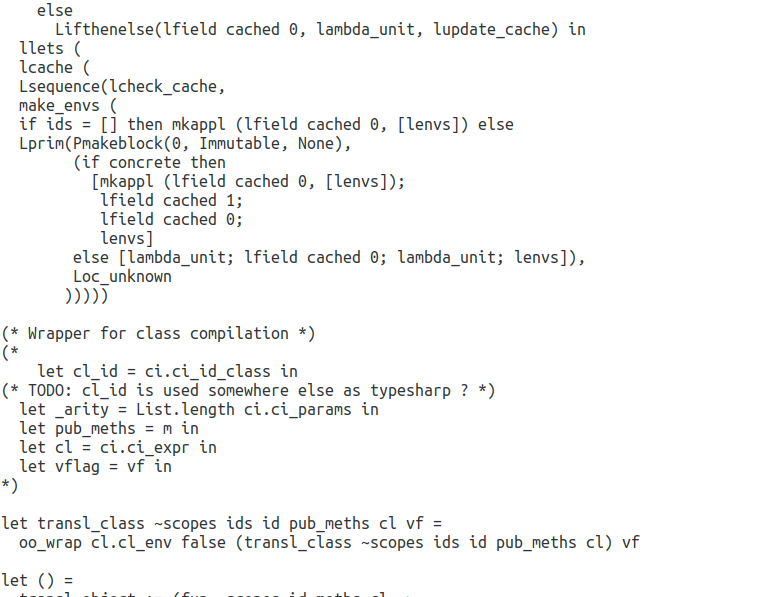 else
      Lifthenelse(lfield cached 0, lambda_unit, lupdate_cache) in
  llets (
  lcache (
  Lsequence(lcheck_cache,
  make_envs (
  if ids = [] then mkappl (lfield cached 0, [lenvs]) else
  Lprim(Pmakeblock(0, Immutable, None),
        (if concrete then
          [mkappl (lfield cached 0, [lenvs]);
           lfield cached 1;
           lfield cached 0;
           lenvs]
        else [lambda_unit; lfield cached 0; lambda_unit; lenvs]),
        Loc_unknown
       )))))

(* Wrapper for class compilation *)
(*
    let cl_id = ci.ci_id_class in
(* TODO: cl_id is used somewhere else as typesharp ? *)
  let _arity = List.length ci.ci_params in
  let pub_meths = m in
  let cl = ci.ci_expr in
  let vflag = vf in
*)

let transl_class ~scopes ids id pub_meths cl vf =
  oo_wrap cl.cl_env false (transl_class ~scopes ids id pub_meths cl) vf

let () =